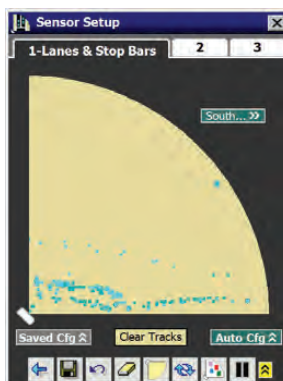 Sensor Setup
1-Lanes & Stop Bars 2 3
South...
Saved Cfg Clear Tracks Auto Cfg